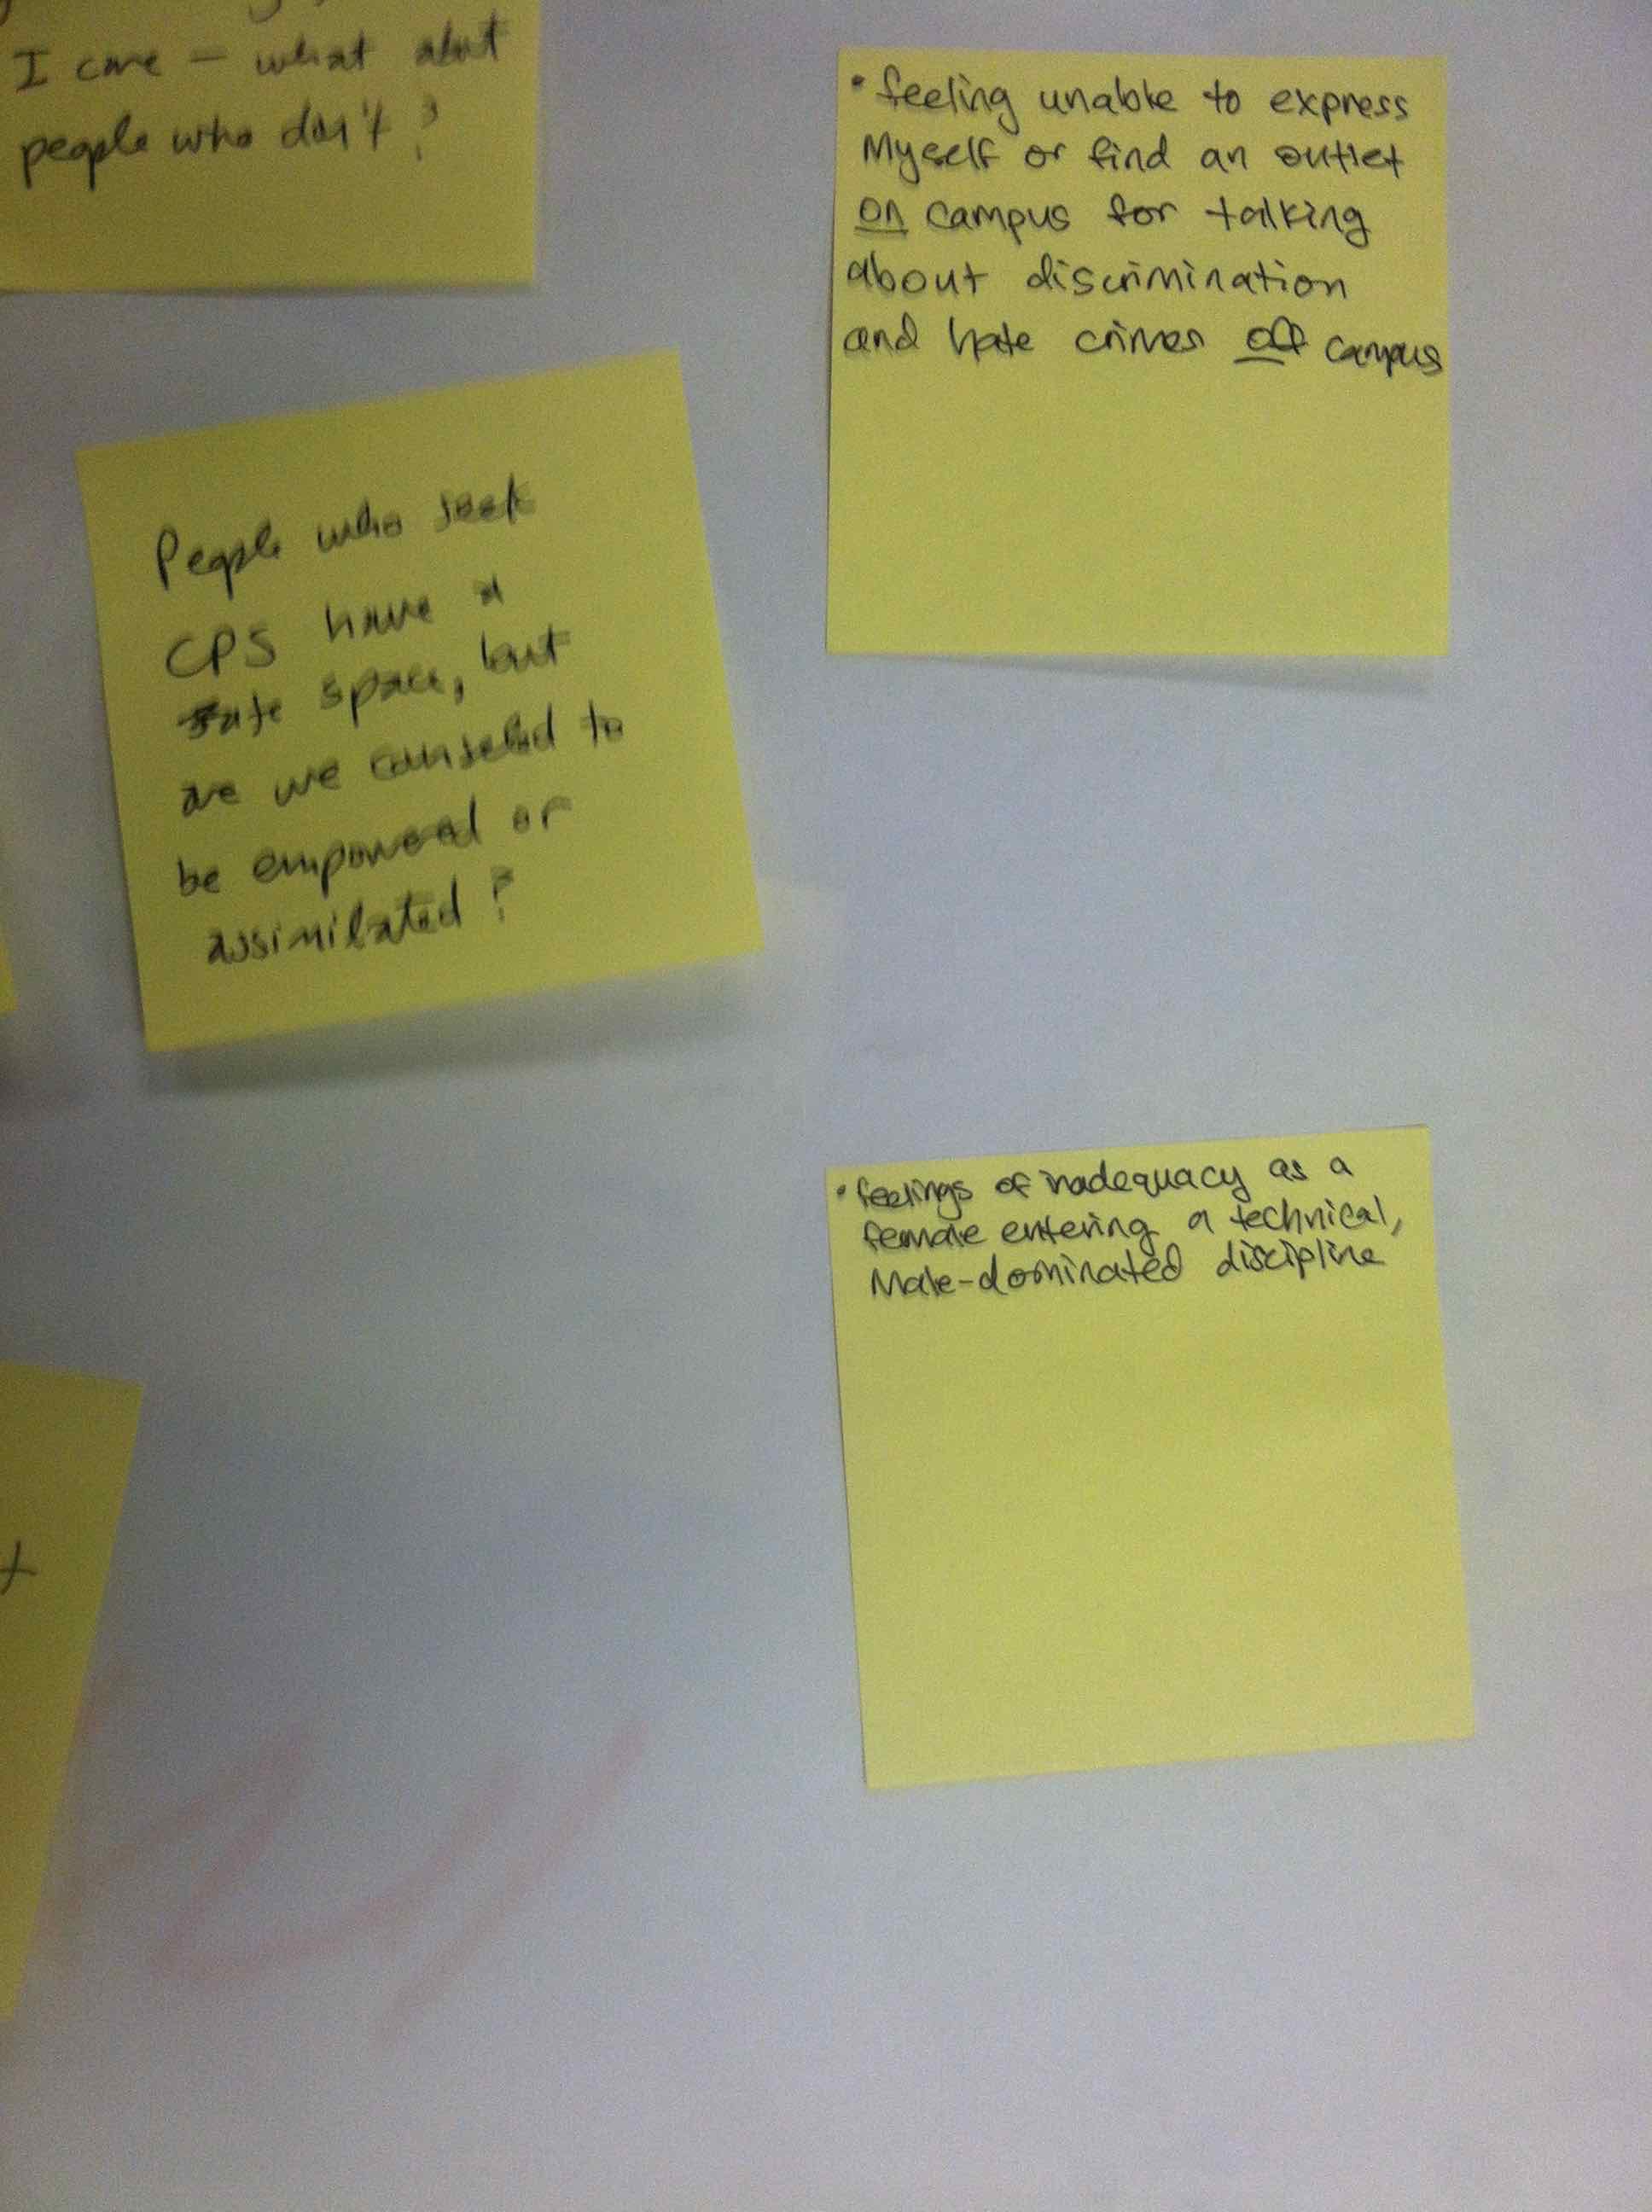 I care – what about
people who don't?
• feeling unable to express
Myself or find an outlet
on campus for talking
about discrimination
and hate crimes off campus
People who seek
CPS have a
safe space, but
are we counseled to
be empowered or
assimilated?
• feelings of inadequacy as a
female entering a technical,
Male-dominated discipline